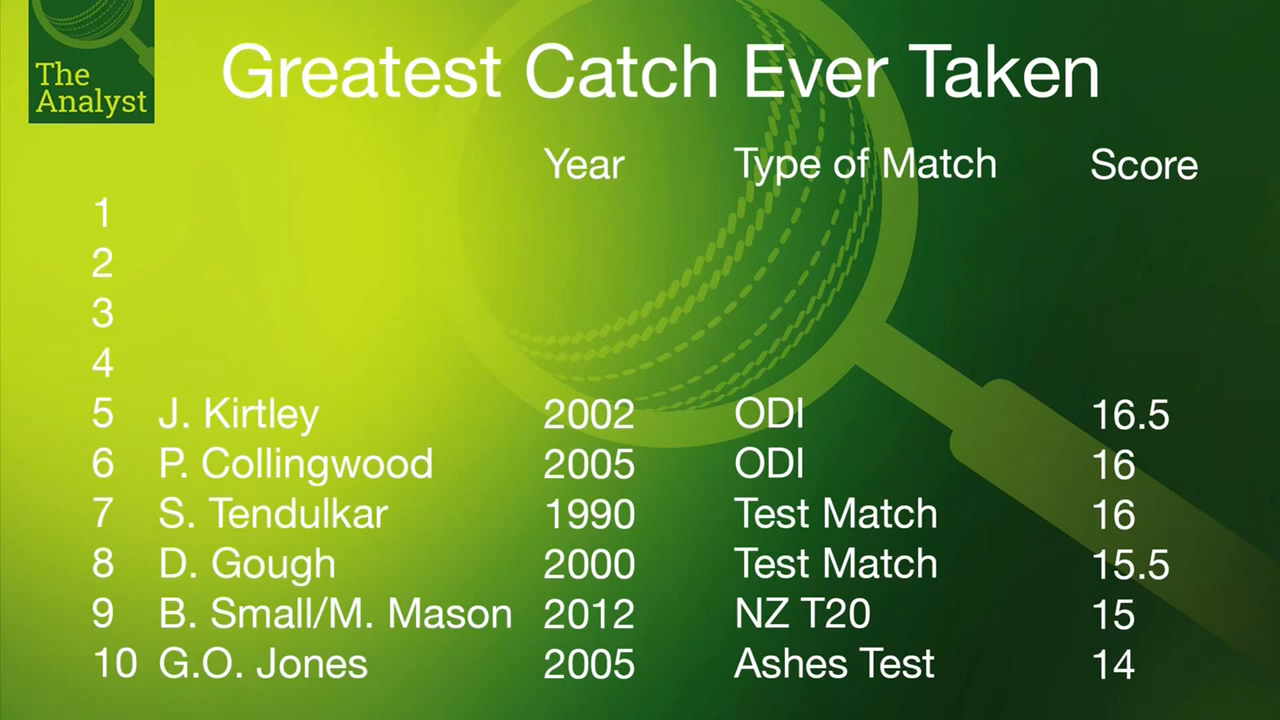 The
Analyst
Greatest Catch Ever Taken
Year Type of Match Score
1
2
3
4
5 J. Kirtley 2002 ODI 16.5
6 P. Collingwood 2005 ODI 16
7 S. Tendulkar 1990 Test Match 16
8 D. Gough 2000 Test Match 15.5
9 B. Small/M. Mason 2012 NZ T20 15
10 G.O. Jones 2005 Ashes Test 14